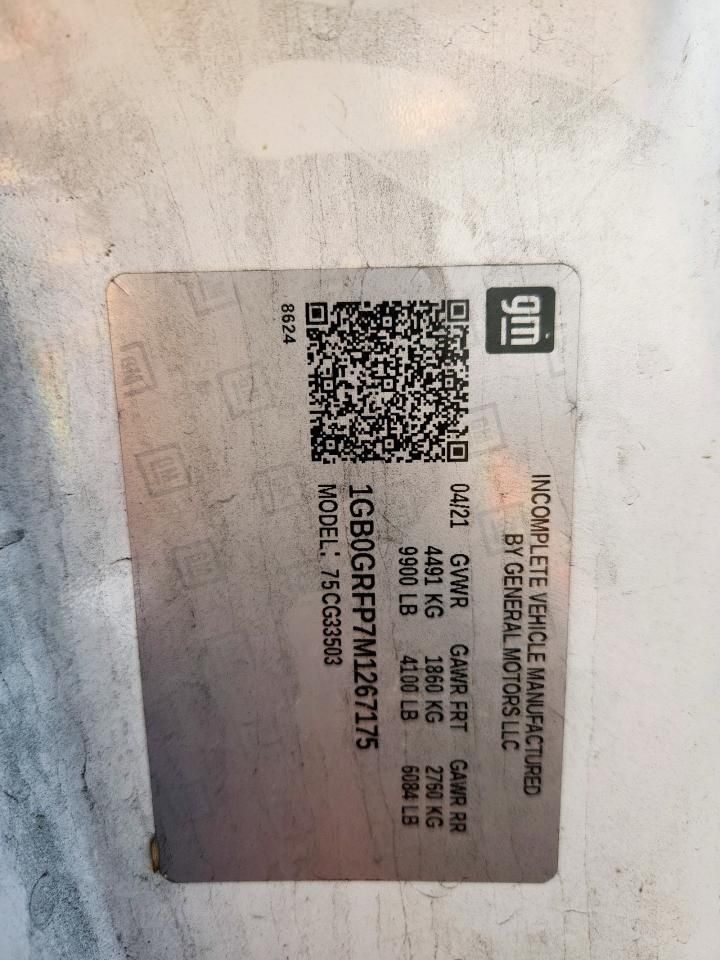 gm
INCOMPLETE VEHICLE MANUFACTURED
BY GENERAL MOTORS LLC
04/21 GVWR GAWR FRT GAWR RR
4491 KG 1860 KG 2760 KG
9900 LB 4100 LB 6084 LB
1GB0GRFP7M1267175
MODEL: 75CG33503
8624